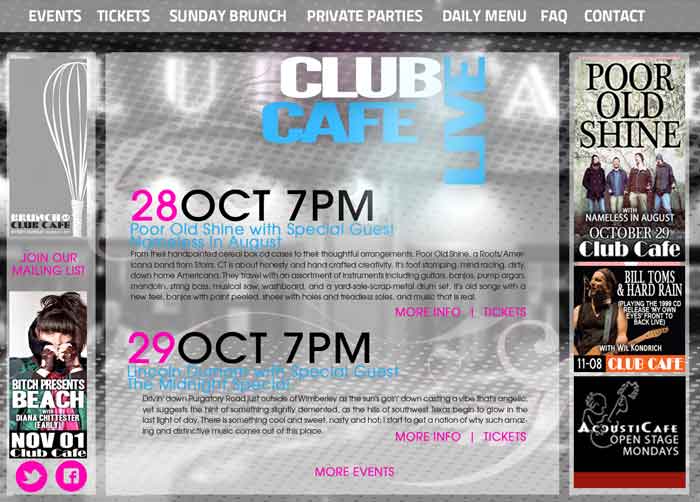 EVENTS TICKETS SUNDAY BRUNCH PRIVATE PARTIES DAILY MENU FAQ CONTACT
BRUNCH @
CLUB CAFE
JOIN OUR
MAILING LIST
BITCH PRESENTS
BEACH
WITH
DIANA CHITTESTER
(EARLY)
NOV 01
Club Cafe
CLUB
CAFE
LIVE
28OCT 7PM
Poor Old Shine with Special Guest
Nameless In August
From their handpainted cereal box cd cases to their thoughtful arrangements, Poor Old Shine, a Roots/Amer-
icana band from Storrs, CT is about honesty and hand crafted creativity. It's foot stamping, mind racing, dirty,
down home Americana. They travel with an assortment of instruments including guitars, banjos, pump organ,
mandolin, string bass, musical saw, washboard, and a yard-sale-scrap-metal drum set. It's old songs with a
new feel, banjos with paint peeled, shoes with holes and treadless soles, and music that is real.
MORE INFO | TICKETS
29OCT 7PM
Lincoln Durham with Special Guest
The Midnight Special
Drivin' down Purgatory Road just outside of Wimberley as the sun's goin' down casting a vibe that's angelic,
yet suggests the hint of something slightly demented, as the hills of southwest Texas begin to glow in the
last light of day. There is something cool and sweet, nasty and hot; I start to get a notion of why such amaz-
ing and distinctive music comes out of this place.
MORE INFO | TICKETS
MORE EVENTS
POOR
OLD
SHINE
WITH
NAMELESS IN AUGUST
OCTOBER 29
Club Cafe
BILL TOMS
& HARD RAIN
(PLAYING THE 1999 CD
RELEASE 'MY OWN
EYES' FRONT TO
BACK LIVE)
WITH WIL KONDRICH
11-08 CLUB CAFE
ACOUSTICAFE
OPEN STAGE
MONDAYS